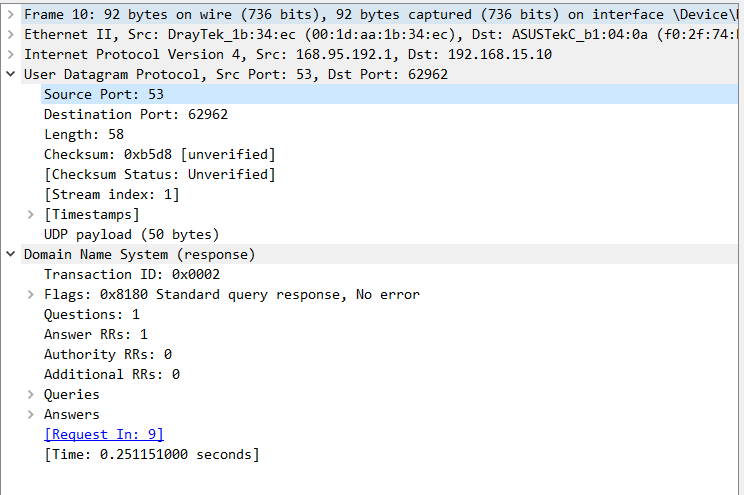 Frame 10: 92 bytes on wire (736 bits), 92 bytes captured (736 bits) on interface \Device\
Ethernet II, Src: DrayTek_1b:34:ec (00:1d:aa:1b:34:ec), Dst: ASUSTekC_b1:04:0a (f0:2f:74:
Internet Protocol Version 4, Src: 168.95.192.1, Dst: 192.168.15.10
User Datagram Protocol, Src Port: 53, Dst Port: 62962
Source Port: 53
Destination Port: 62962
Length: 58
Checksum: 0xb5d8 [unverified]
[Checksum Status: Unverified]
[Stream index: 1]
[Timestamps]
UDP payload (50 bytes)
Domain Name System (response)
Transaction ID: 0x0002
Flags: 0x8180 Standard query response, No error
Questions: 1
Answer RRs: 1
Authority RRs: 0
Additional RRs: 0
Queries
Answers
[Request In: 9]
[Time: 0.251151000 seconds]